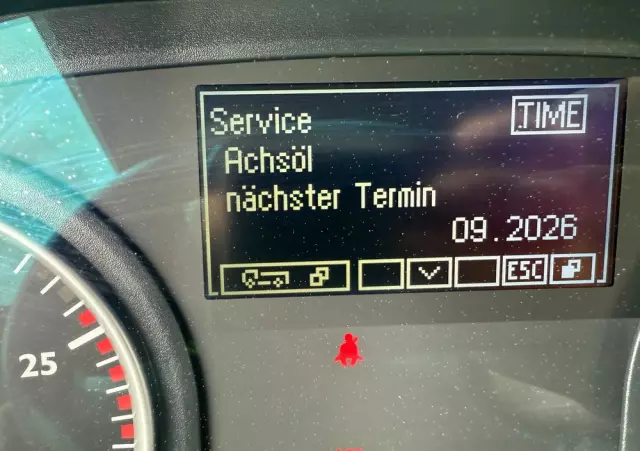 Service TIME
Achsöl
nächster Termin
09.2026
ESC
25